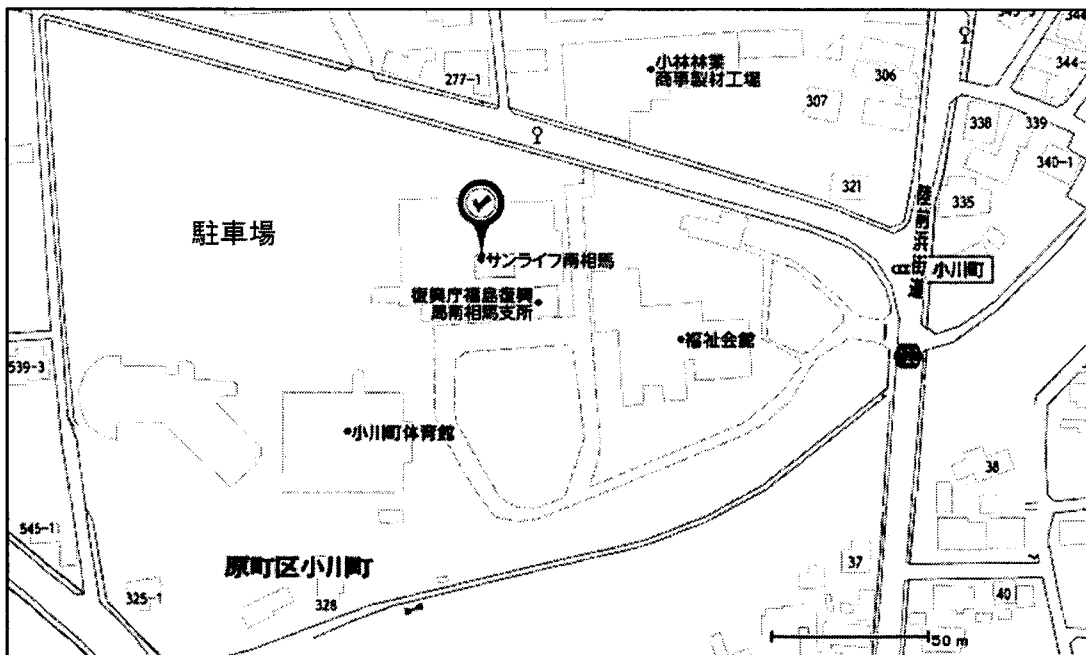 345-3
344
277-1
小林林業
商事製材工場
306
344-
307
338
339
340-1
321
335
陸前浜街道
駐車場
サンライフ南相馬
小川町
復興庁福島復興
局南相馬支所
福祉会館
539-3
小川町体育館
38
545-1
原町区小川町
37
325-1
328
40
50 m